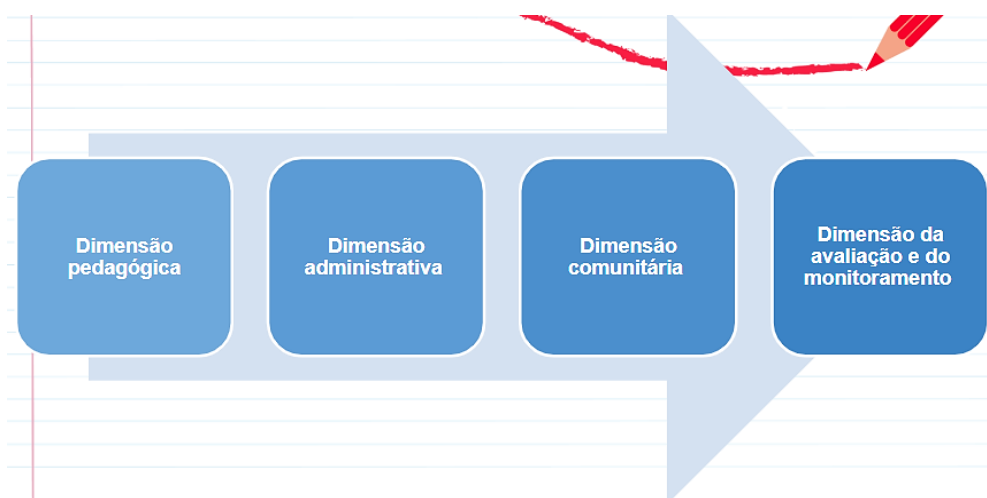 Dimensão
pedagógica
Dimensão
administrativa
Dimensão
comunitária
Dimensão da
avaliação e do
monitoramento